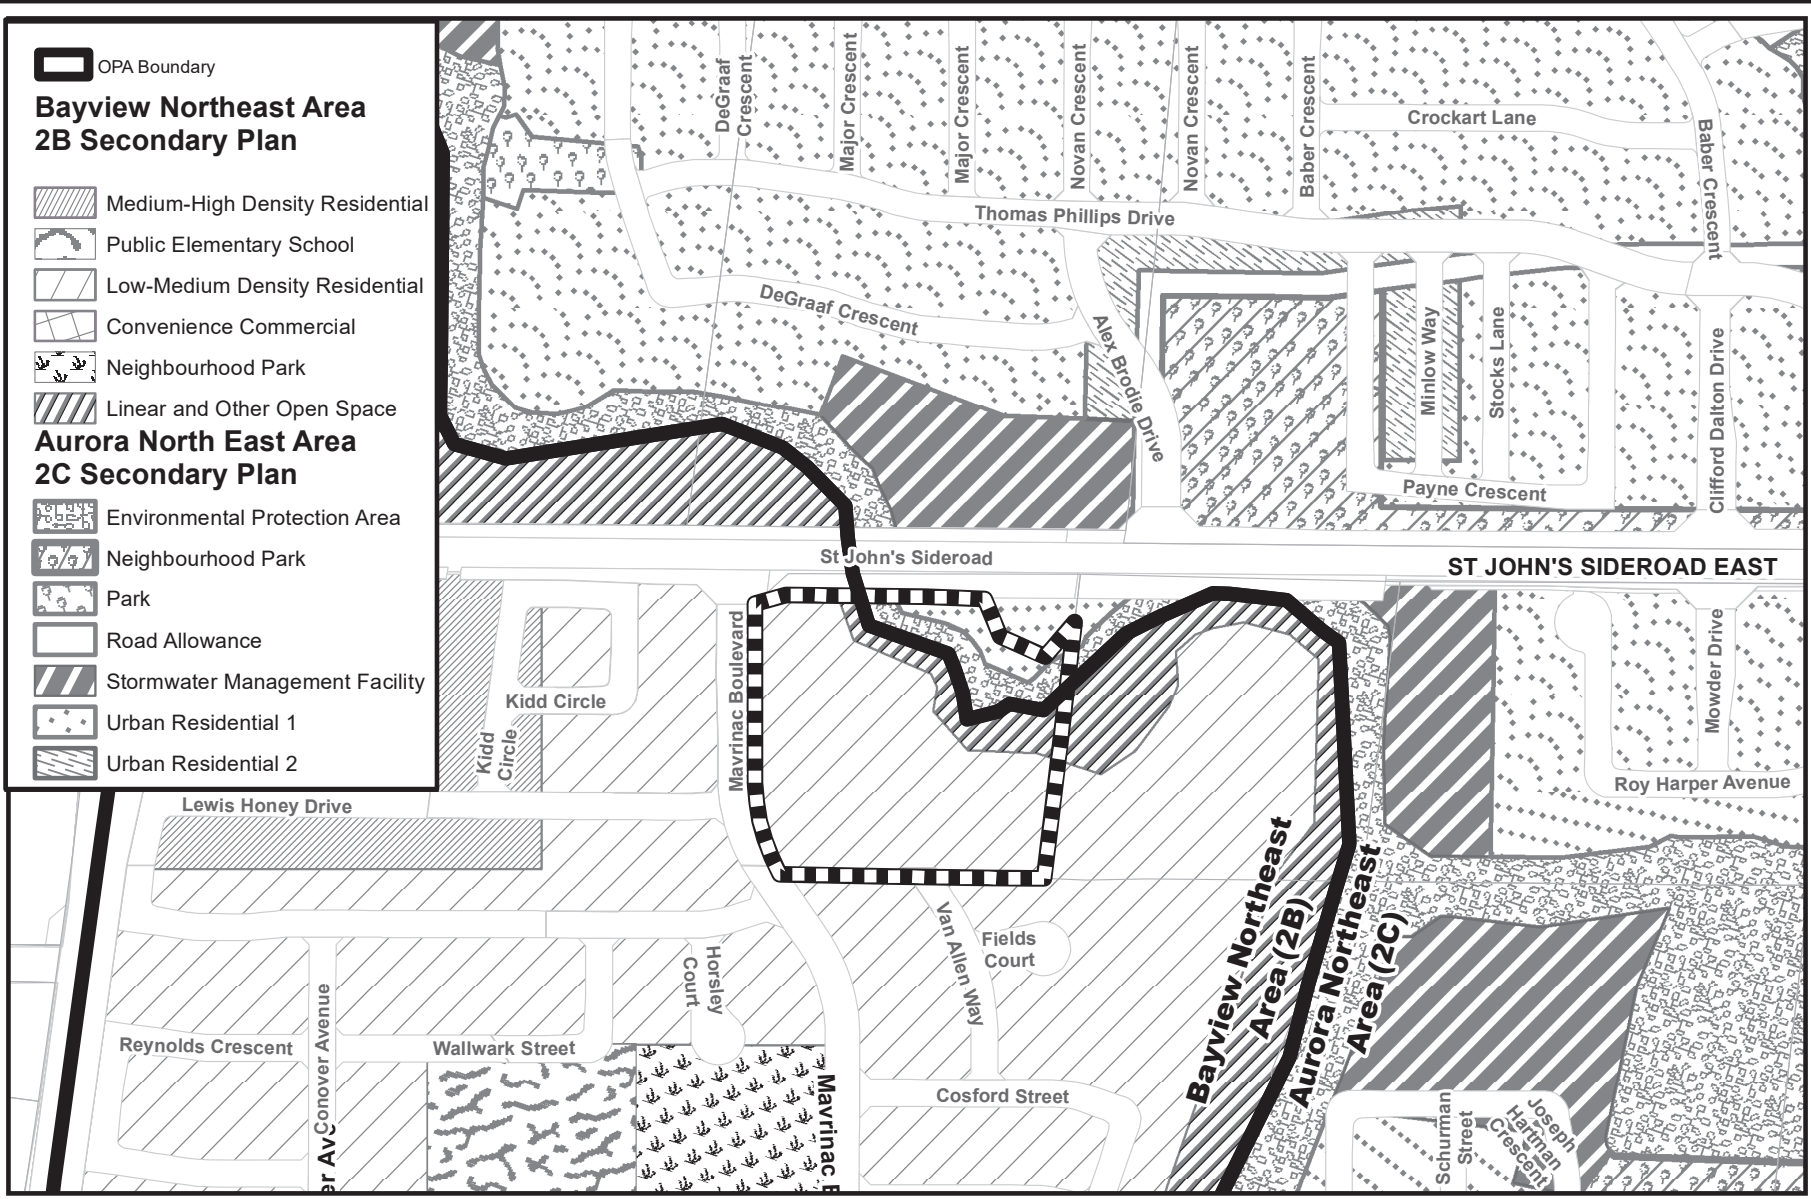 OPA Boundary
Bayview Northeast Area
2B Secondary Plan
Medium-High Density Residential
Public Elementary School
Low-Medium Density Residential
Convenience Commercial
Neighbourhood Park
Linear and Other Open Space
Aurora North East Area
2C Secondary Plan
Environmental Protection Area
Neighbourhood Park
Park
Road Allowance
Stormwater Management Facility
Urban Residential 1
Urban Residential 2
DeGraaf
Crescent
Major Crescent
Major Crescent
Novan Crescent
Novan Crescent
Baber Crescent
Crockart Lane
Baber Crescent
Thomas Phillips Drive
DeGraaf Crescent
Alex Brodie Drive
Minlow Way
Stocks Lane
Clifford Dalton Drive
Payne Crescent
St John's Sideroad
ST JOHN'S SIDEROAD EAST
Mavrinac Boulevard
Kidd Circle
Kidd
Circle
Mowder Drive
Roy Harper Avenue
Lewis Honey Drive
Bayview Northeast
Area (2B)
Aurora Northeast
Area (2C)
Van Allen Way
Fields
Court
Horsley
Court
Conover Avenue
Reynolds Crescent
Wallwark Street
Cosford Street
Mavrinac B
er Ave
Schurman
Street
Joseph
Hartman
Crescent